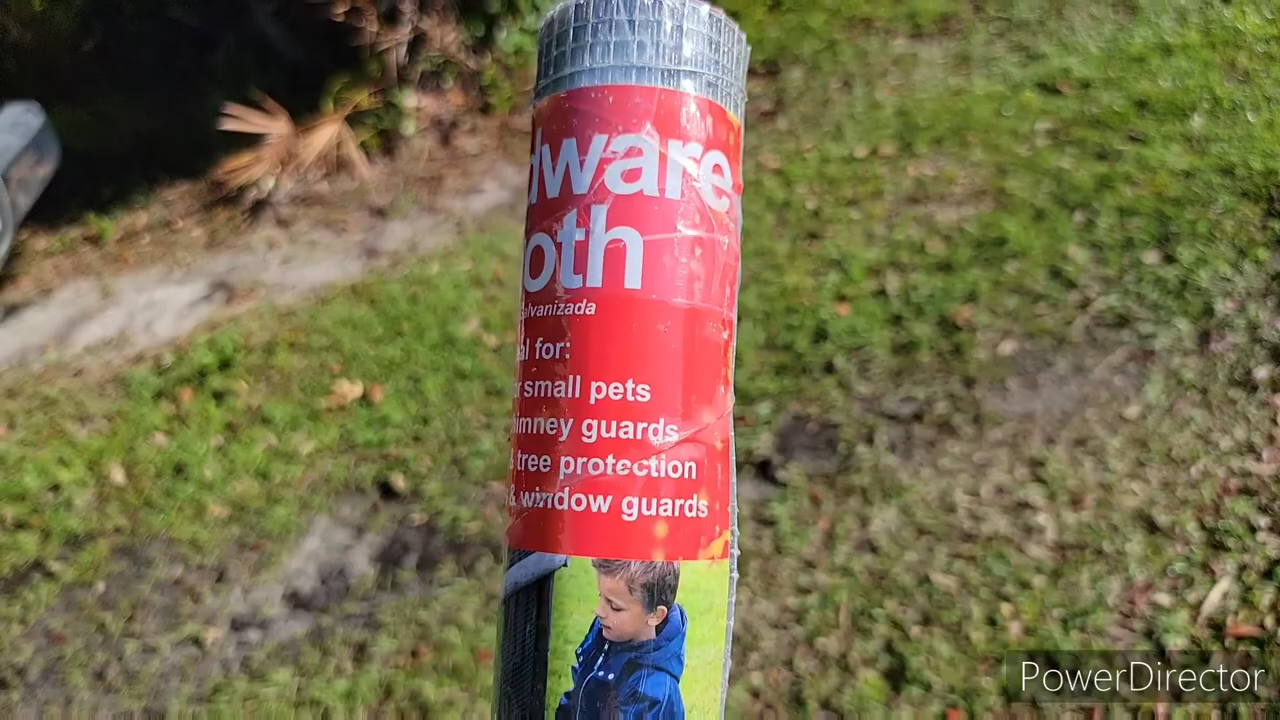 dware
oth
Galvanizada
al for:
r small pets
imney guards
& tree protection
& window guards
PowerDirector